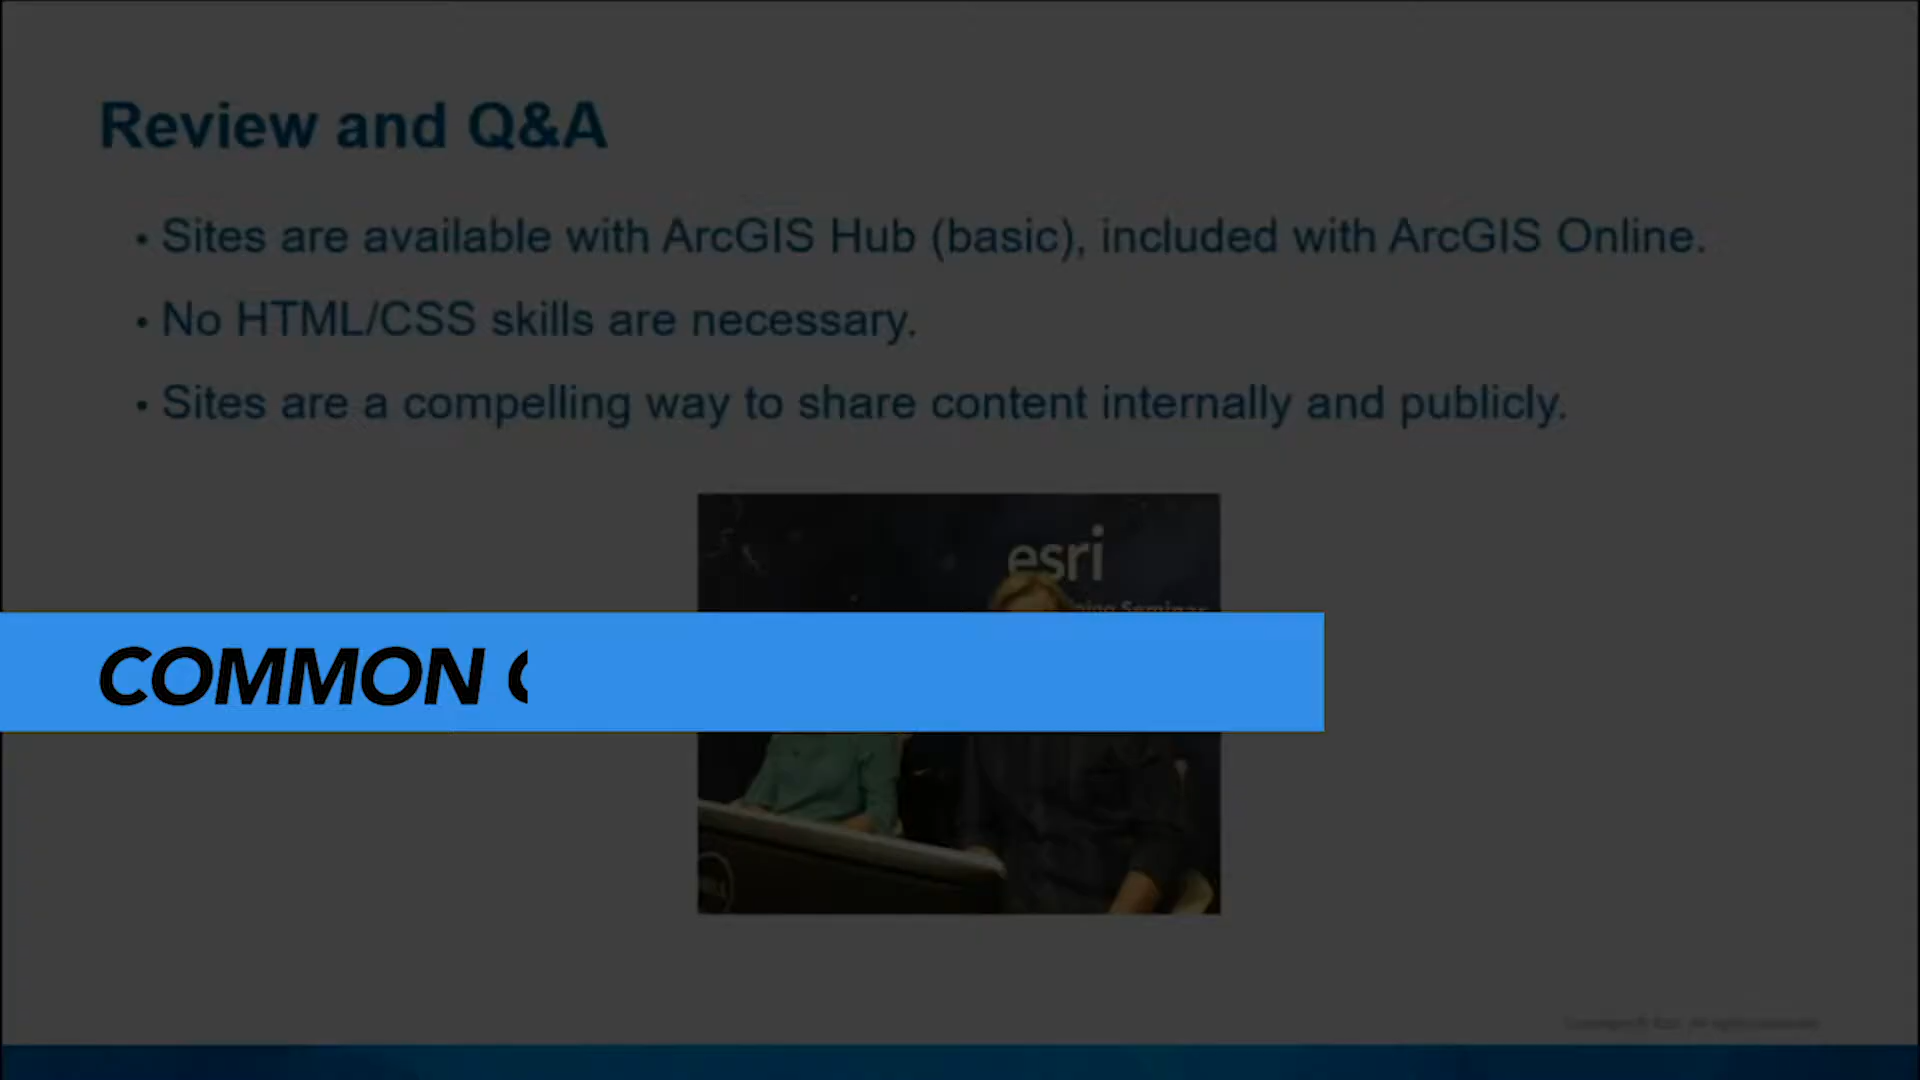 Review and Q&A
• Sites are available with ArcGIS Hub (basic), included with ArcGIS Online.
• No HTML/CSS skills are necessary.
• Sites are a compelling way to share content internally and publicly.
esri
Seminar
COMMON